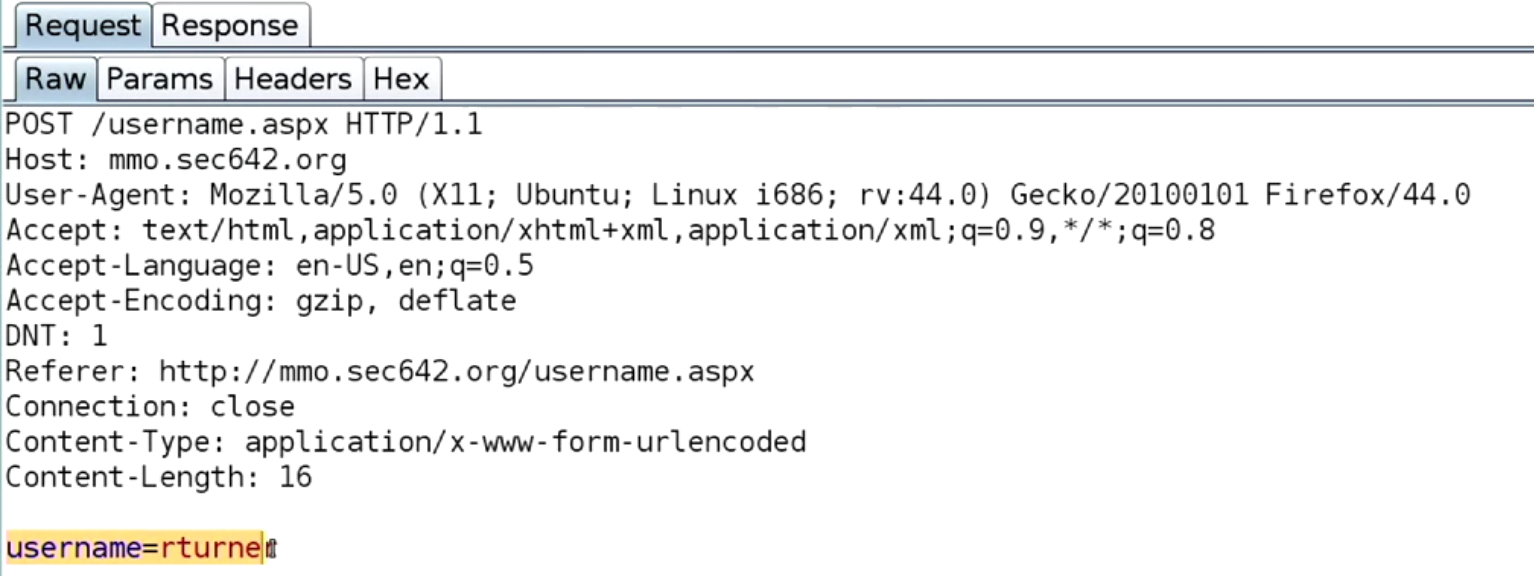 Request Response
Raw Params Headers Hex
POST /username.aspx HTTP/1.1
Host: mmo.sec642.org
User-Agent: Mozilla/5.0 (X11; Ubuntu; Linux i686; rv:44.0) Gecko/20100101 Firefox/44.0
Accept: text/html,application/xhtml+xml,application/xml;q=0.9,*/*;q=0.8
Accept-Language: en-US,en;q=0.5
Accept-Encoding: gzip, deflate
DNT: 1
Referer: http://mmo.sec642.org/username.aspx
Connection: close
Content-Type: application/x-www-form-urlencoded
Content-Length: 16
username=rturner